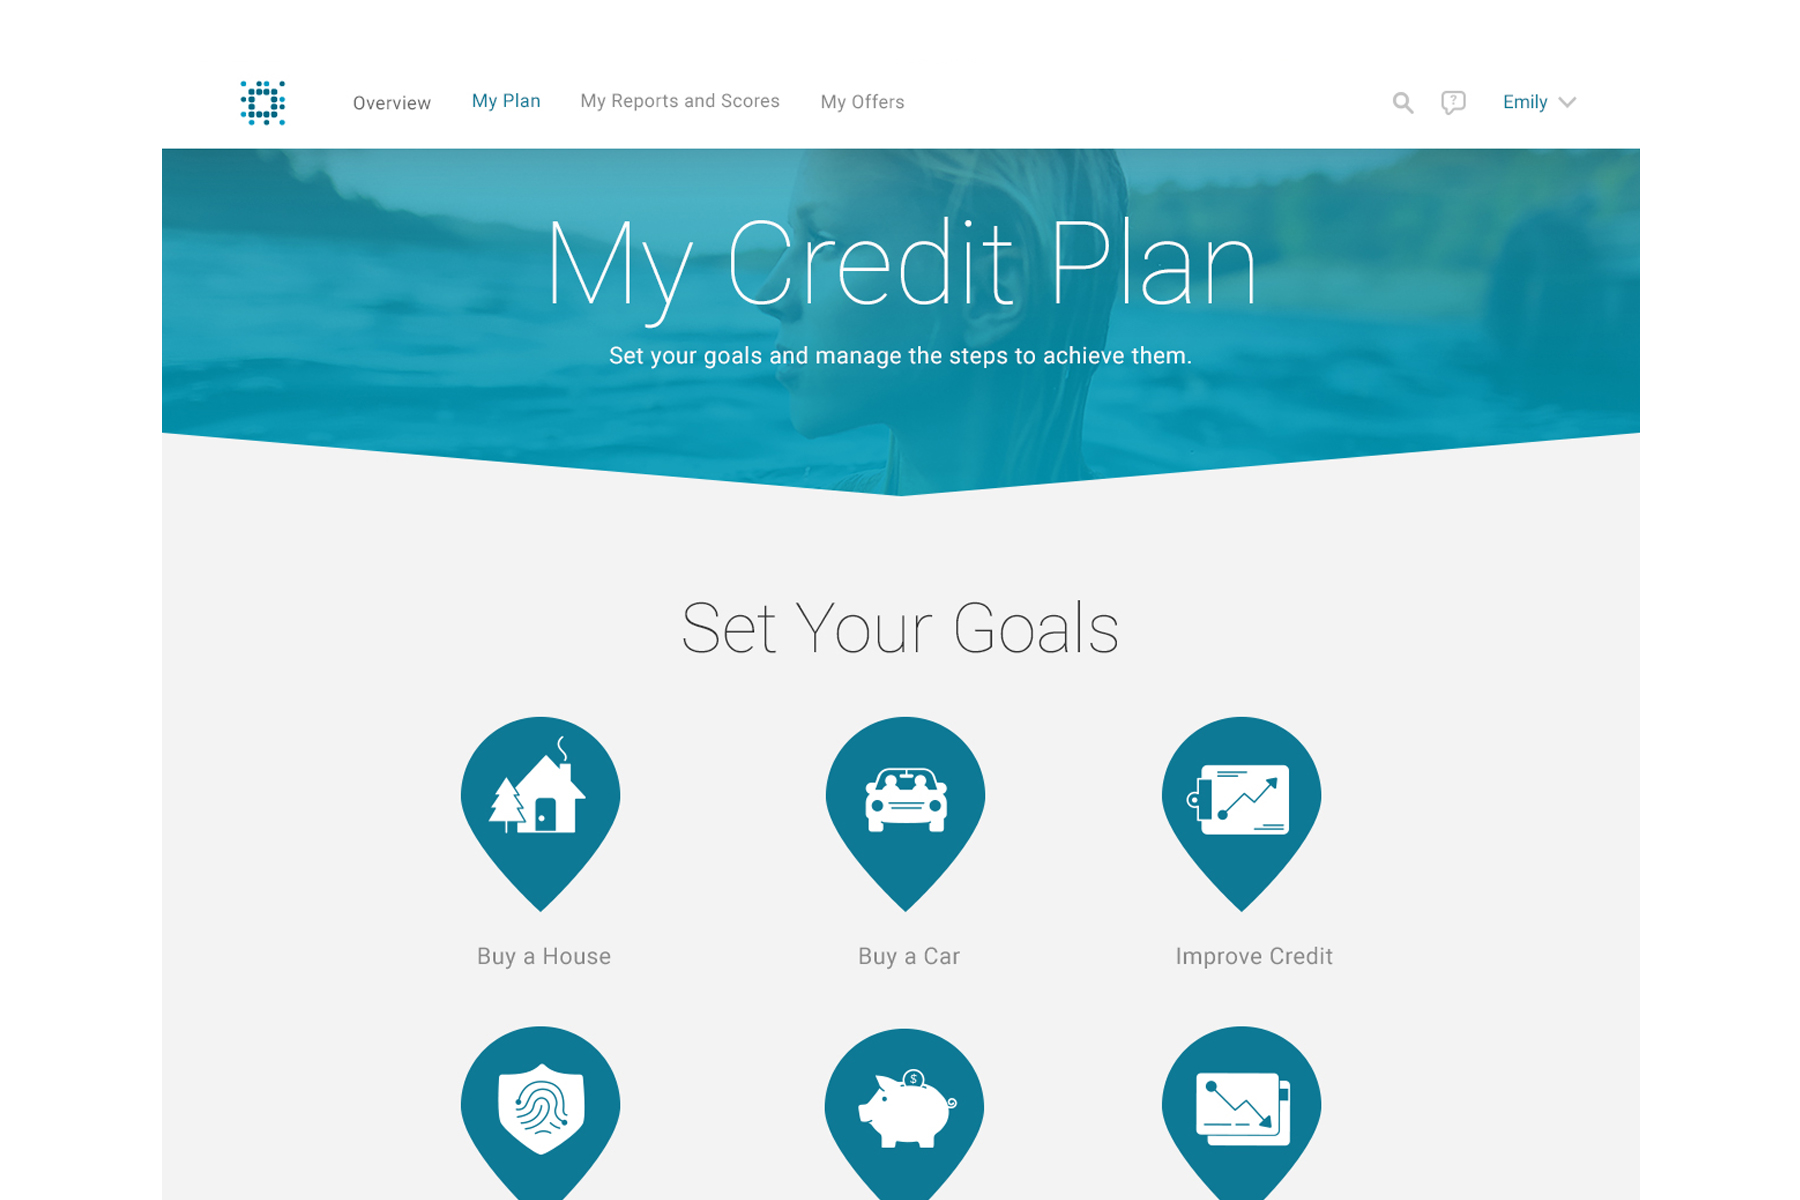 Overview
My Plan
My Reports and Scores
My Offers
?
Emily
My Credit Plan
Set your goals and manage the steps to achieve them.
Set Your Goals
Buy a House
Buy a Car
Improve Credit
$